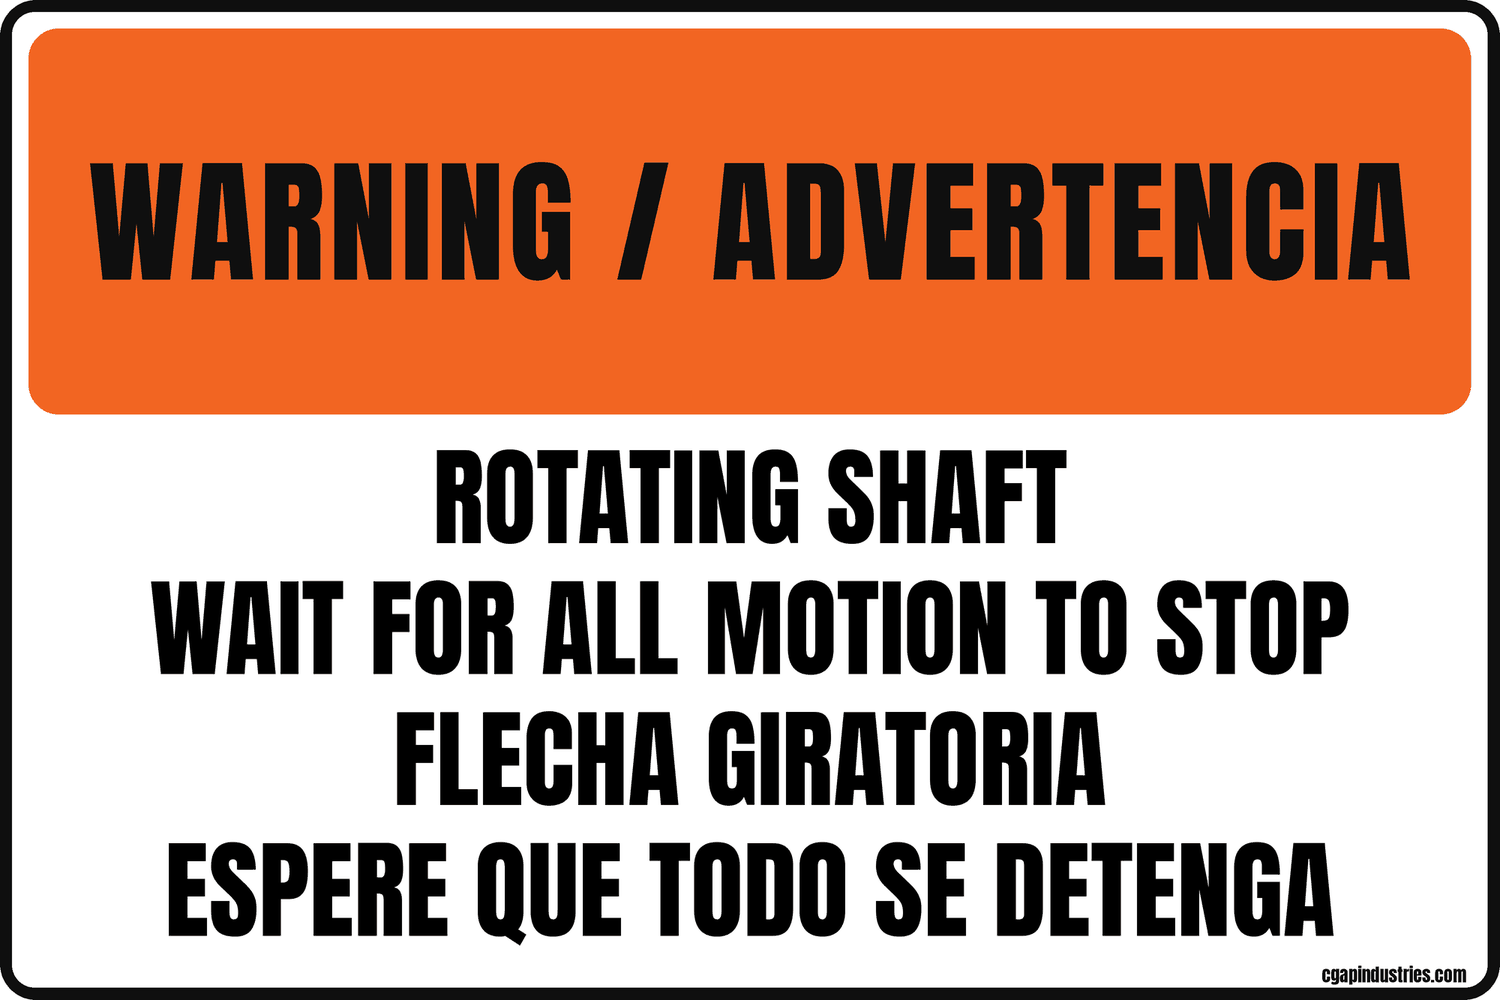 WARNING / ADVERTENCIA
ROTATING SHAFT
WAIT FOR ALL MOTION TO STOP
FLECHA GIRATORIA
ESPERE QUE TODO SE DETENGA
cgapindustries.com